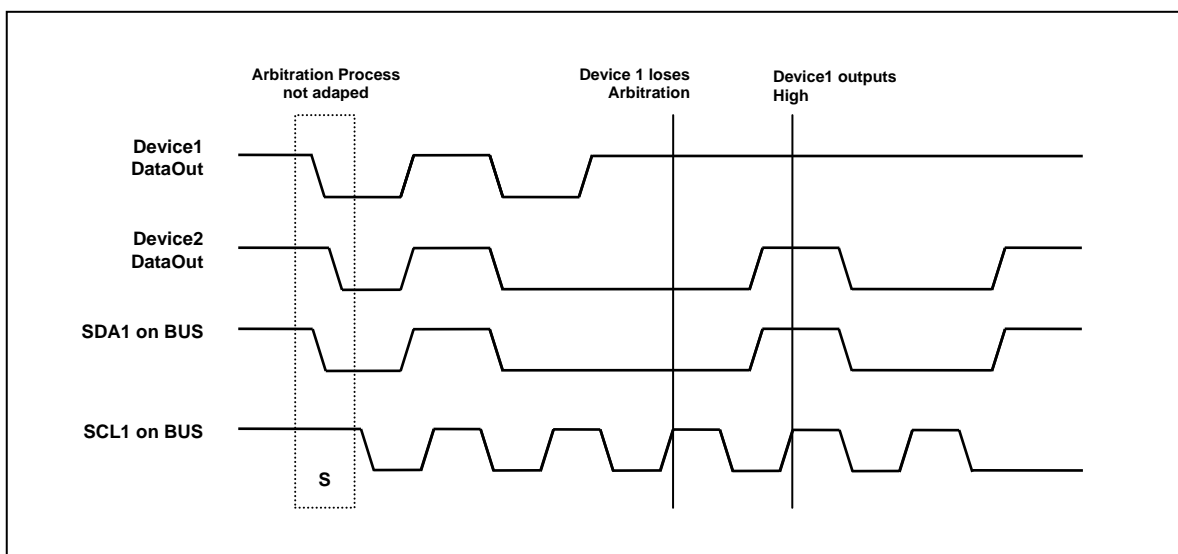 Arbitration Process
not adaped
Device 1 loses
Arbitration
Device1 outputs
High
Device1
DataOut
Device2
DataOut
SDA1 on BUS
SCL1 on BUS
S